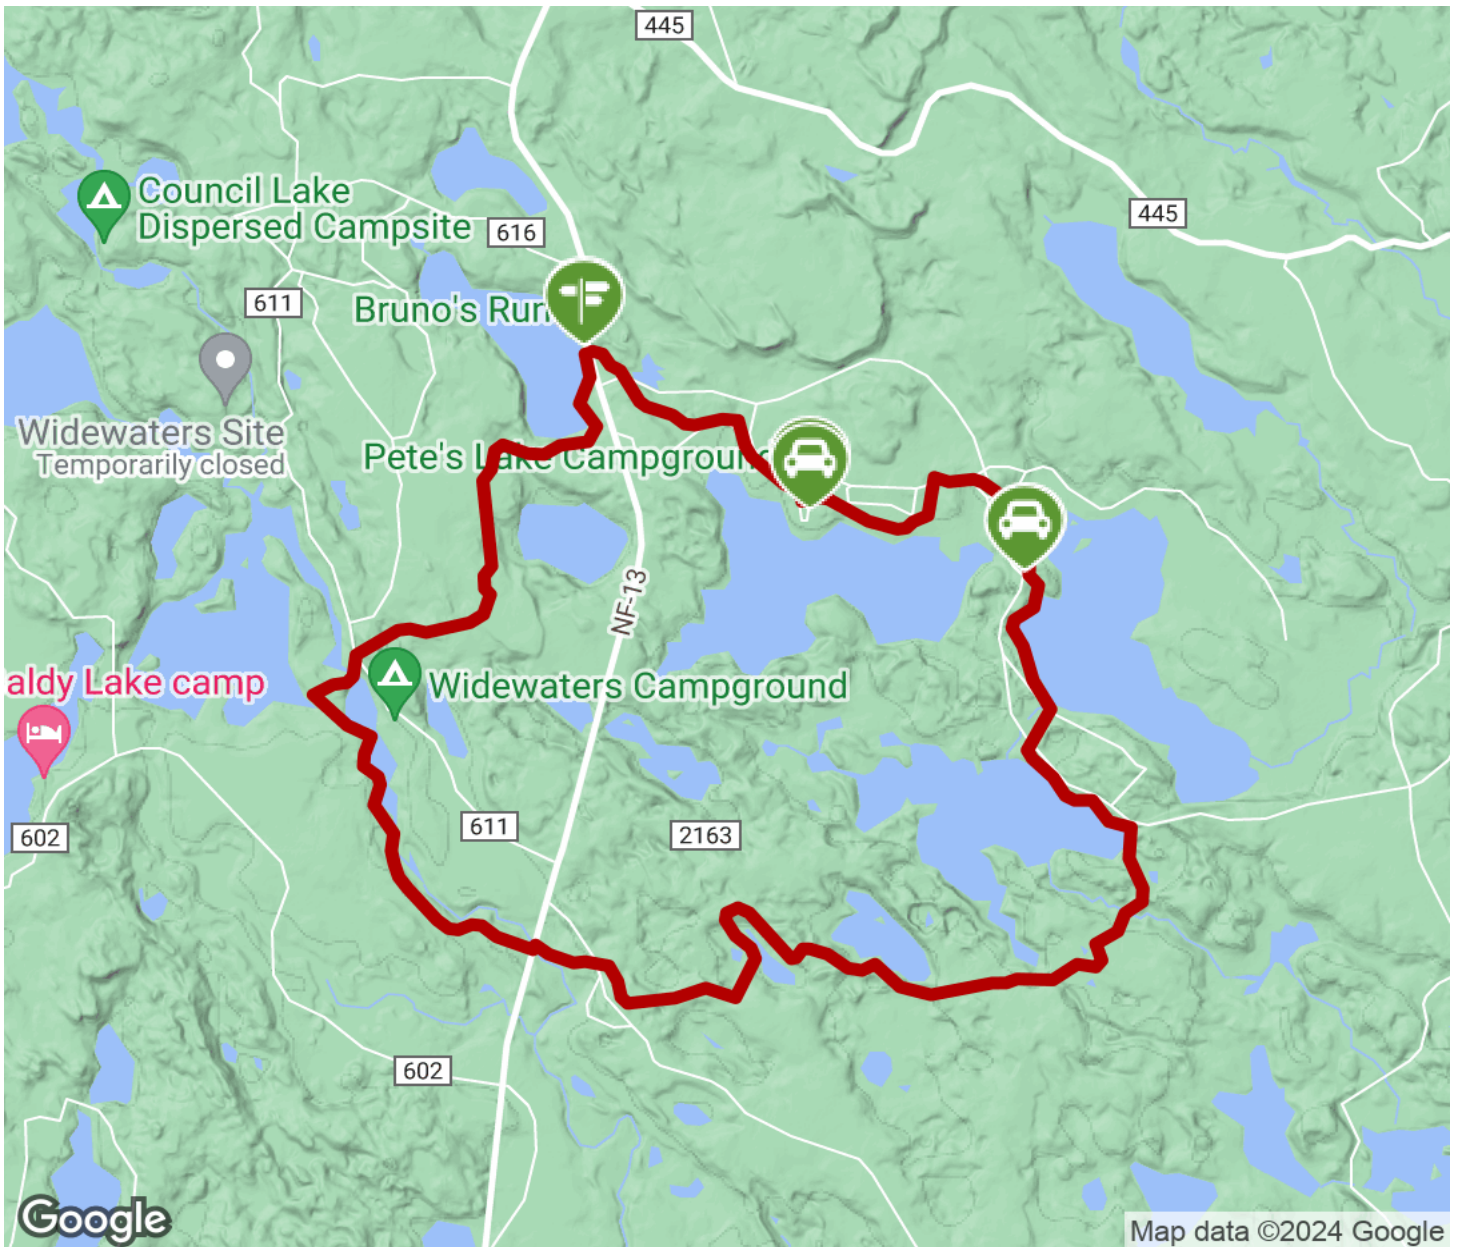 445
Council Lake
Dispersed Campsite
616
445
611
Bruno's Run
Widewaters Site
Temporarily closed
Pete's Lake Campground
NF-13
aldy Lake camp
Widewaters Campground
602
611
2163
602
Google
Map data ©2024 Google